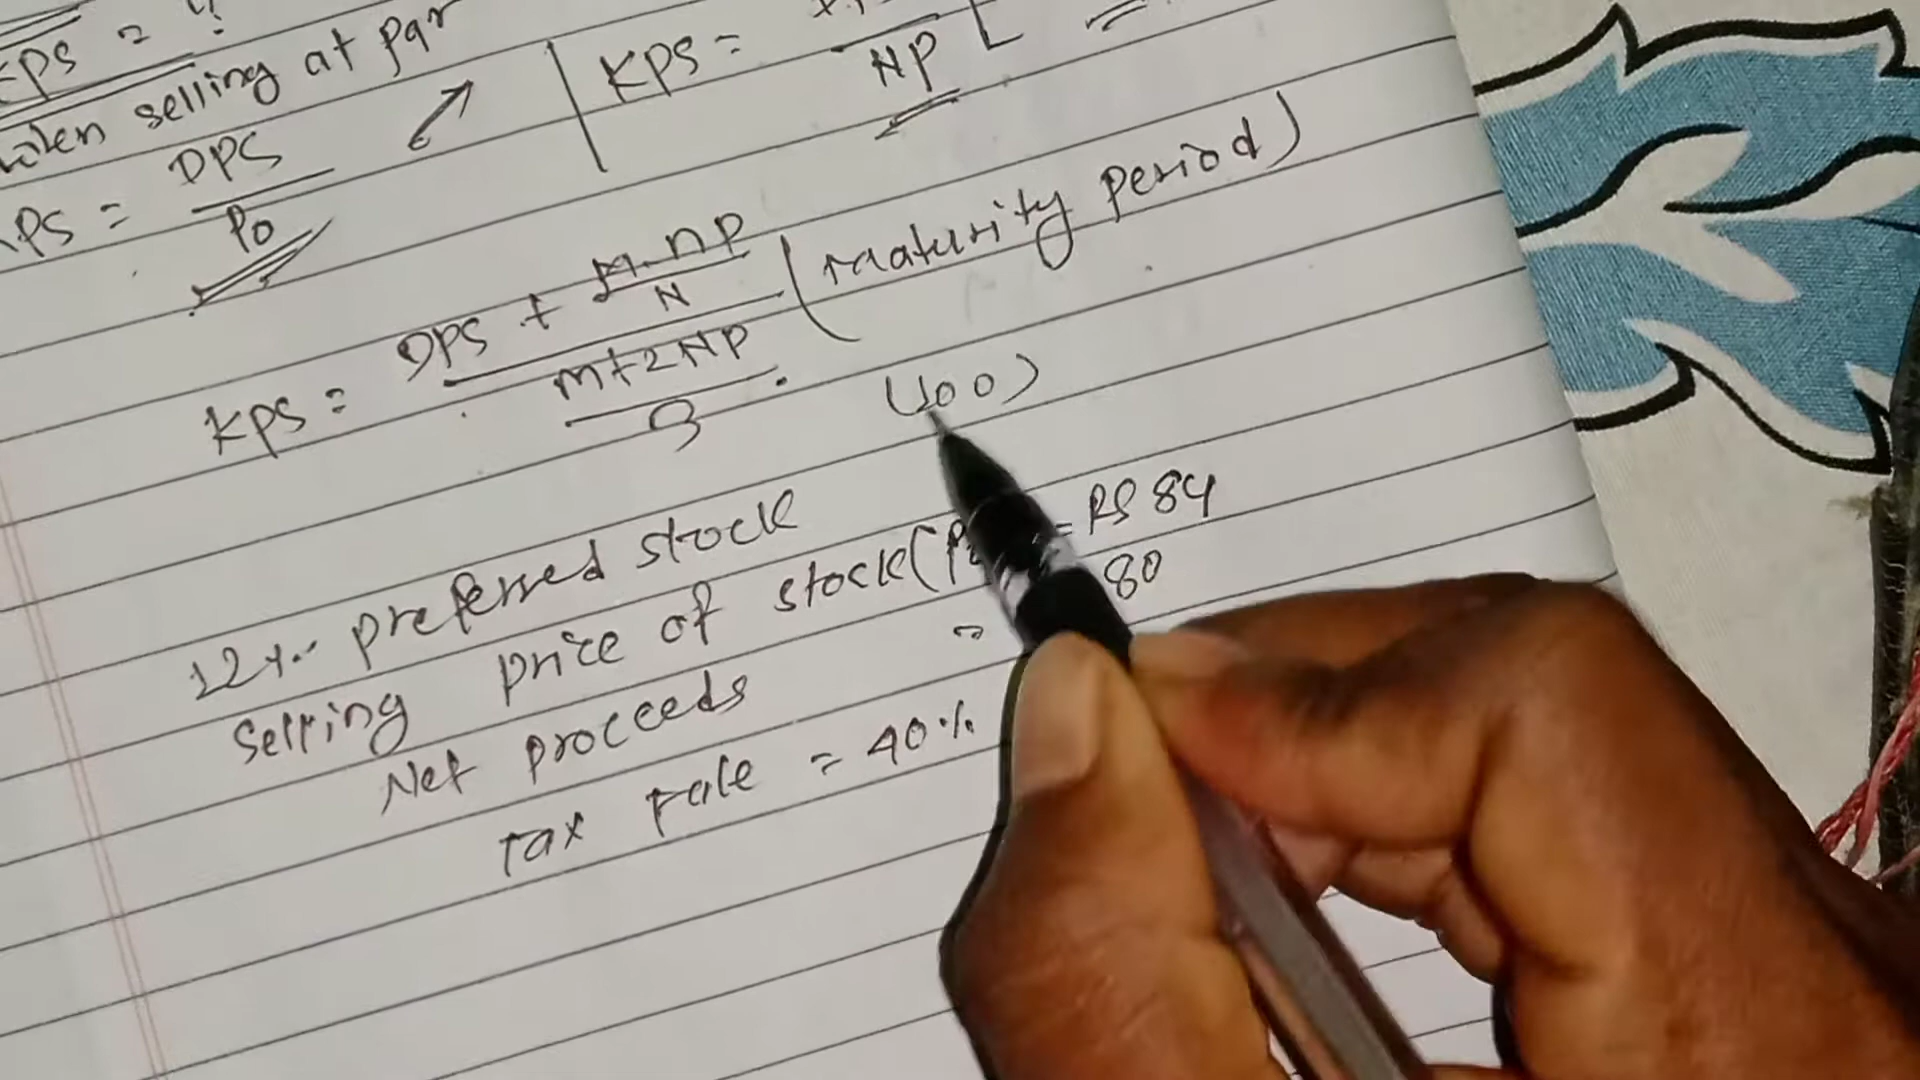 KPS = ?
when selling at par
KPS = DPS / P0
KPS = / NP
KPS = DPS + M-NP / N / M+2NP / 3 (maturity period)
(100)
12% preferred stock
Selling price of stock (P = RS 84
Net proceeds = 80
Tax rate = 40%